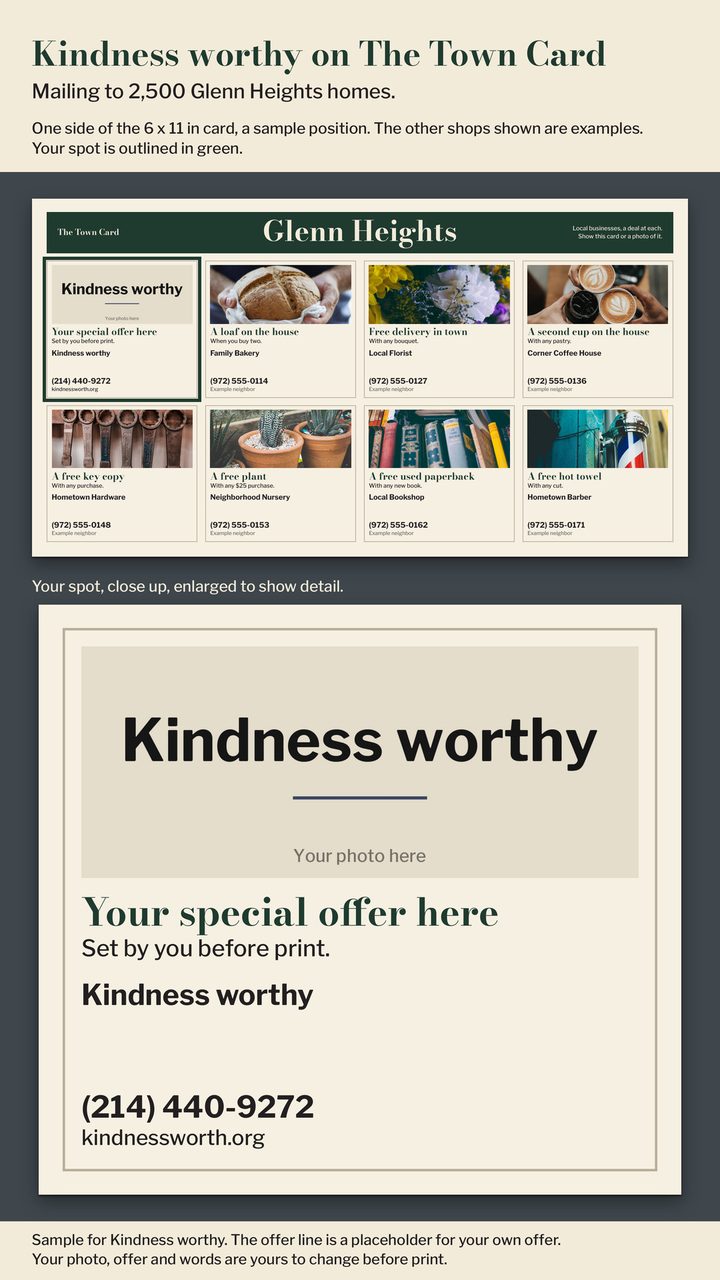 Kindness worthy on The Town Card
Mailing to 2,500 Glenn Heights homes.
One side of the 6 x 11 in card, a sample position. The other shops shown are examples.
Your spot is outlined in green.
The Town Card
Glenn Heights
Local businesses, a deal at each.
Show this card or a photo of it.
Kindness worthy
Your photo here
Your special offer here
Set by you before print.
Kindness worthy
(214) 440-9272
kindnessworth.org
A loaf on the house
When you buy two.
Family Bakery
(972) 555-0114
Example neighbor
Free delivery in town
With any bouquet.
Local Florist
(972) 555-0127
Example neighbor
A second cup on the house
With any pastry.
Corner Coffee House
(972) 555-0136
Example neighbor
A free key copy
With any purchase.
Hometown Hardware
(972) 555-0148
Example neighbor
A free plant
With any $25 purchase.
Neighborhood Nursery
(972) 555-0153
Example neighbor
A free used paperback
With any new book.
Local Bookshop
(972) 555-0162
Example neighbor
A free hot towel
With any cut.
Hometown Barber
(972) 555-0171
Example neighbor
Your spot, close up, enlarged to show detail.
Kindness worthy
Your photo here
Your special offer here
Set by you before print.
Kindness worthy
(214) 440-9272
kindnessworth.org
Sample for Kindness worthy. The offer line is a placeholder for your own offer.
Your photo, offer and words are yours to change before print.